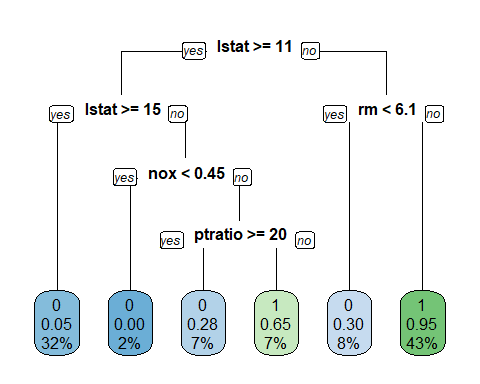 yes lstat >= 11 no
yes lstat >= 15 no yes rm < 6.1 no
yes nox < 0.45 no
yes ptratio >= 20 no
0 0 0 1 0 1
0.05 0.00 0.28 0.65 0.30 0.95
32% 2% 7% 7% 8% 43%